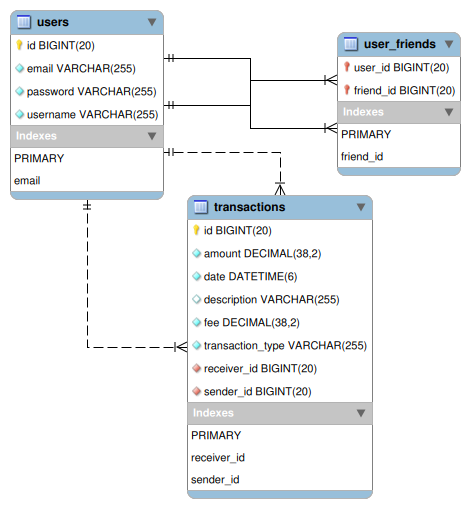 users
id BIGINT(20)
email VARCHAR(255)
password VARCHAR(255)
username VARCHAR(255)
Indexes
PRIMARY
email
user_friends
user_id BIGINT(20)
friend_id BIGINT(20)
Indexes
PRIMARY
friend_id
transactions
id BIGINT(20)
amount DECIMAL(38,2)
date DATETIME(6)
description VARCHAR(255)
fee DECIMAL(38,2)
transaction_type VARCHAR(255)
receiver_id BIGINT(20)
sender_id BIGINT(20)
Indexes
PRIMARY
receiver_id
sender_id